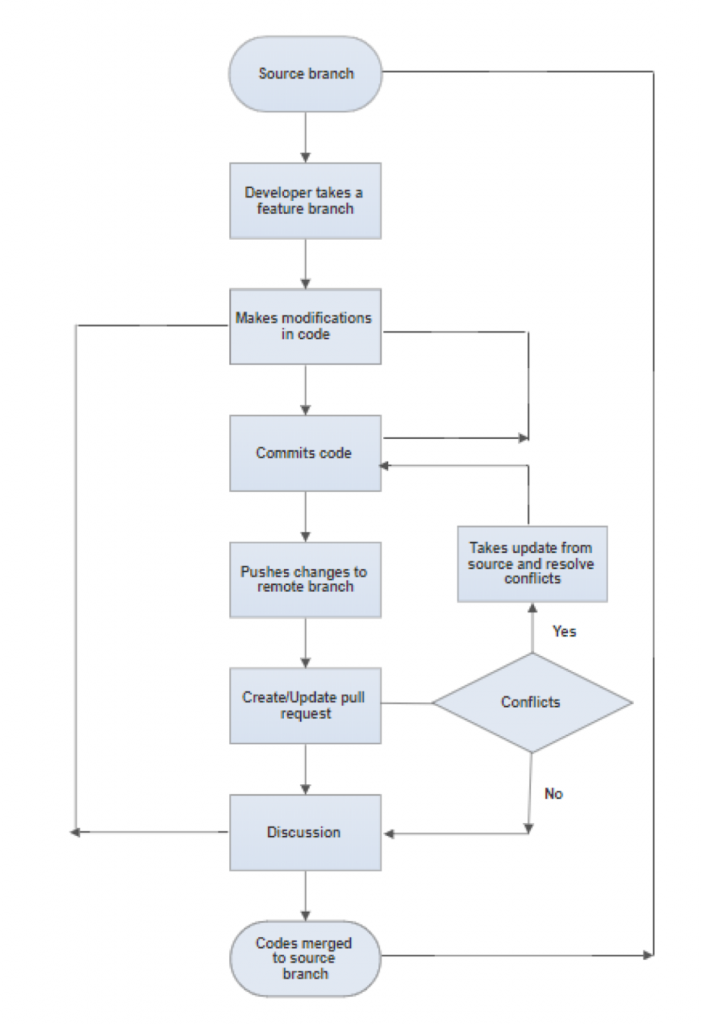 Source branch
Developer takes a
feature branch
Makes modifications
in code
Commits code
Takes update from
source and resolve
conflicts
Pushes changes to
remote branch
Yes
Create/Update pull
request
Conflicts
No
Discussion
Codes merged
to source
branch